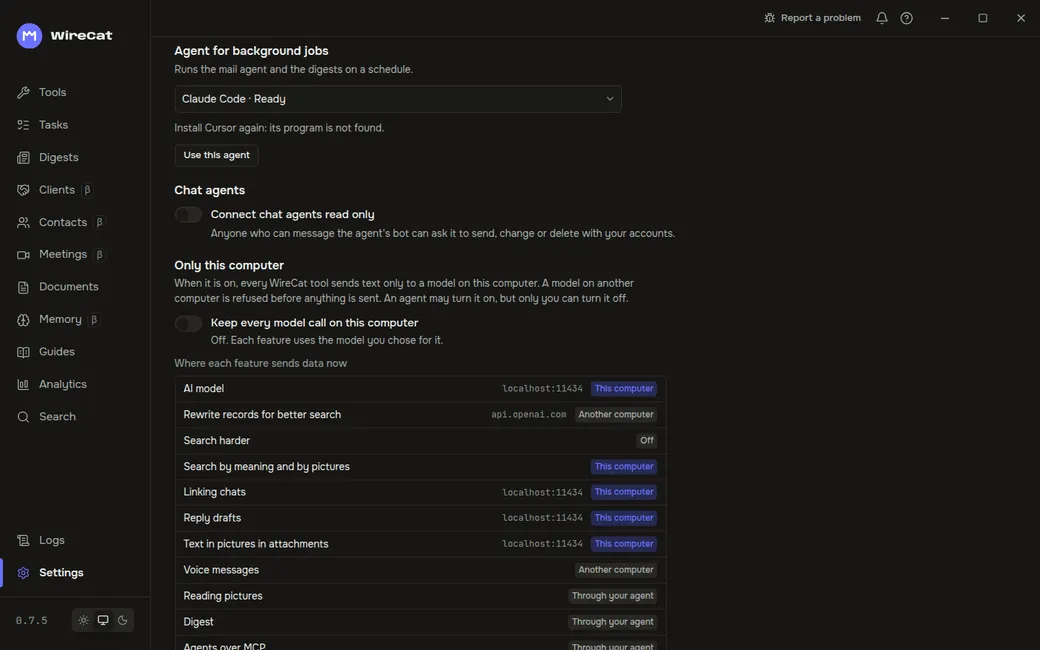 WireCat
Report a problem
Tools
Tasks
Digests
Clients β
Contacts β
Meetings β
Documents
Memory β
Guides
Analytics
Search
Logs
Settings
0.7.5
Agent for background jobs
Runs the mail agent and the digests on a schedule.
Claude Code · Ready
Install Cursor again: its program is not found.
Use this agent
Chat agents
Connect chat agents read only
Anyone who can message the agent's bot can ask it to send, change or delete with your accounts.
Only this computer
When it is on, every WireCat tool sends text only to a model on this computer. A model on another
computer is refused before anything is sent. An agent may turn it on, but only you can turn it off.
Keep every model call on this computer
Off. Each feature uses the model you chose for it.
Where each feature sends data now
AI model localhost:11434 This computer
Rewrite records for better search api.openai.com Another computer
Search harder Off
Search by meaning and by pictures This computer
Linking chats localhost:11434 This computer
Reply drafts localhost:11434 This computer
Text in pictures in attachments localhost:11434 This computer
Voice messages Another computer
Reading pictures Through your agent
Digest Through your agent
Agents over MCP Through your agent